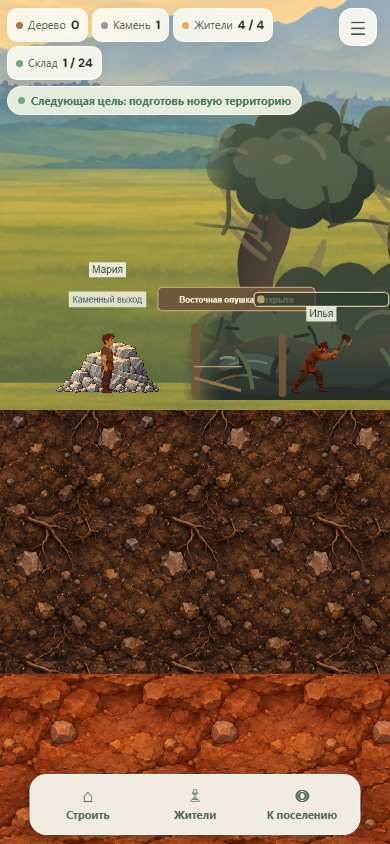 Дерево 0
Камень 1
Жители 4 / 4
Склад 1 / 24
Следующая цель: подготовь новую территорию
Мария
Каменный выход
Восточная опушка открыта
Илья
Строить
Жители
К поселению